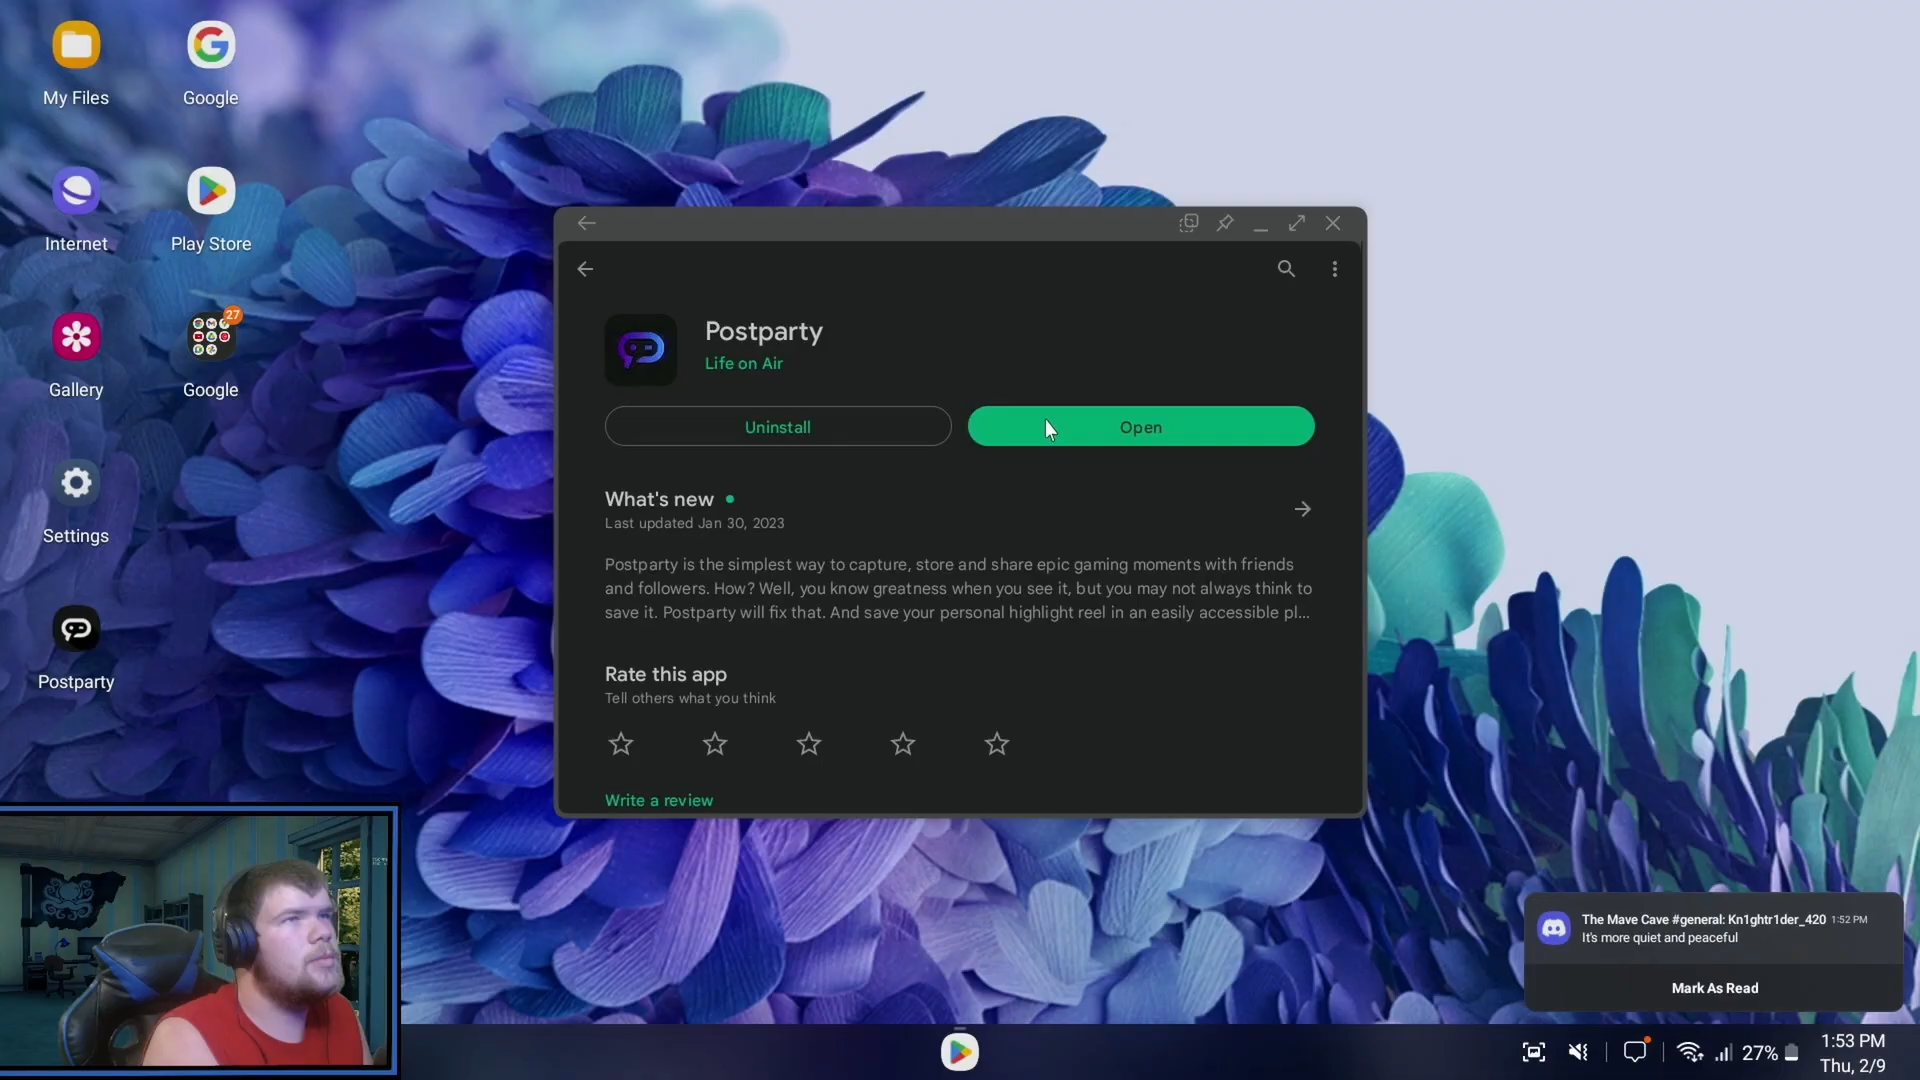 My Files
Google
Internet
Play Store
27
Gallery
Google
Settings
Postparty
Postparty
Life on Air
Uninstall
Open
What's new
Last updated Jan 30, 2023
Postparty is the simplest way to capture, store and share epic gaming moments with friends
and followers. How? Well, you know greatness when you see it, but you may not always think to
save it. Postparty will fix that. And save your personal highlight reel in an easily accessible pl...
Rate this app
Tell others what you think
Write a review
The Mave Cave #general: Kn1ghtr1der_420 1:52 PM
It's more quiet and peaceful
Mark As Read
27%
1:53 PM
Thu, 2/9